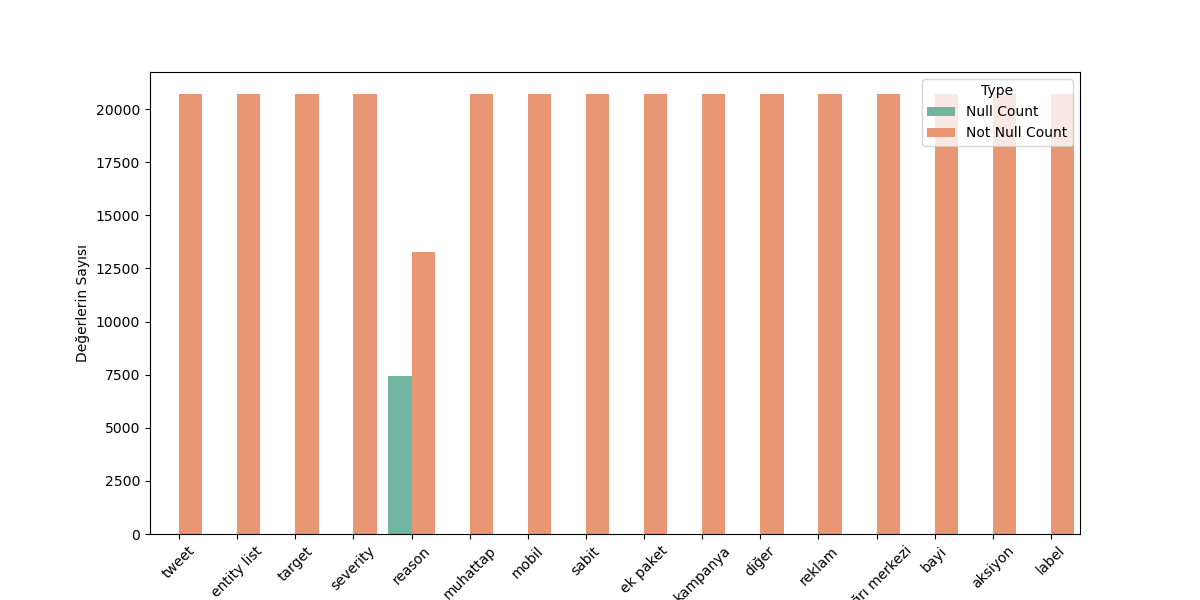 Type
Null Count
Not Null Count
Değerlerin Sayısı
20000
17500
15000
12500
10000
7500
5000
2500
0
tweet
entity list
target
severity
reason
muhattap
mobil
sabit
ek paket
kampanya
diğer
reklam
merkezi
bayi
aksiyon
label